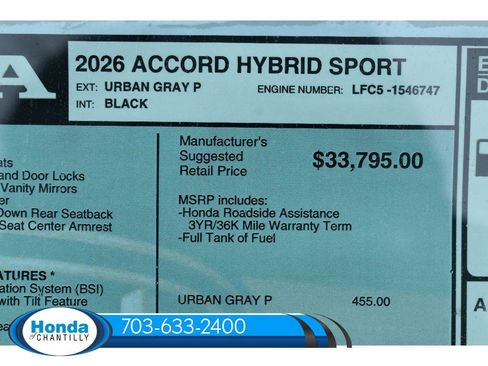 2026 ACCORD HYBRID SPORT
EXT: URBAN GRAY P ENGINE NUMBER: LFC5 -1546747
INT: BLACK
and Door Locks
Vanity Mirrors
Down Rear Seatback
Seat Center Armrest
(BSI)
with Tilt Feature
Manufacturer's
Suggested
Retail Price
$33,795.00
MSRP includes:
-Honda Roadside Assistance
3YR/36K Mile Warranty Term
-Full Tank of Fuel
URBAN GRAY P 455.00
Honda
of CHANTILLY
703-633-2400